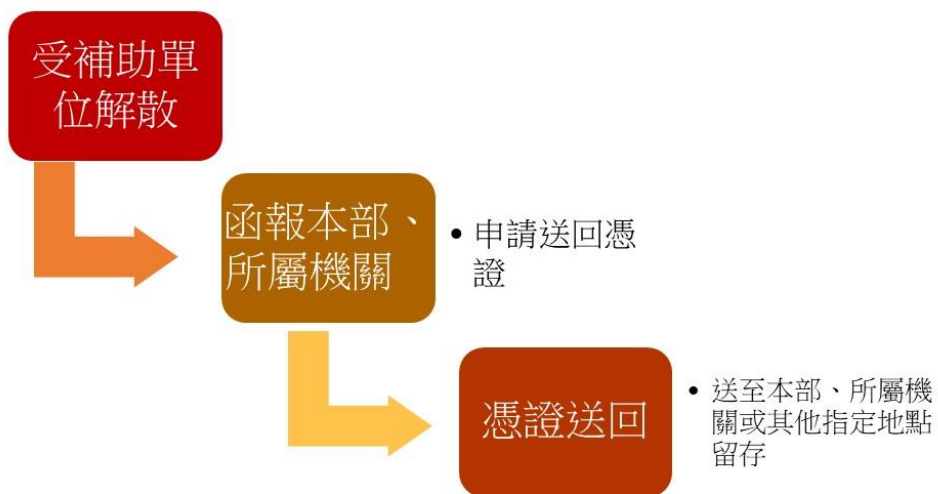 受補助單
位解散
函報本部、
所屬機關
• 申請送回憑
證
憑證送回
• 送至本部、所屬機
關或其他指定地點
留存